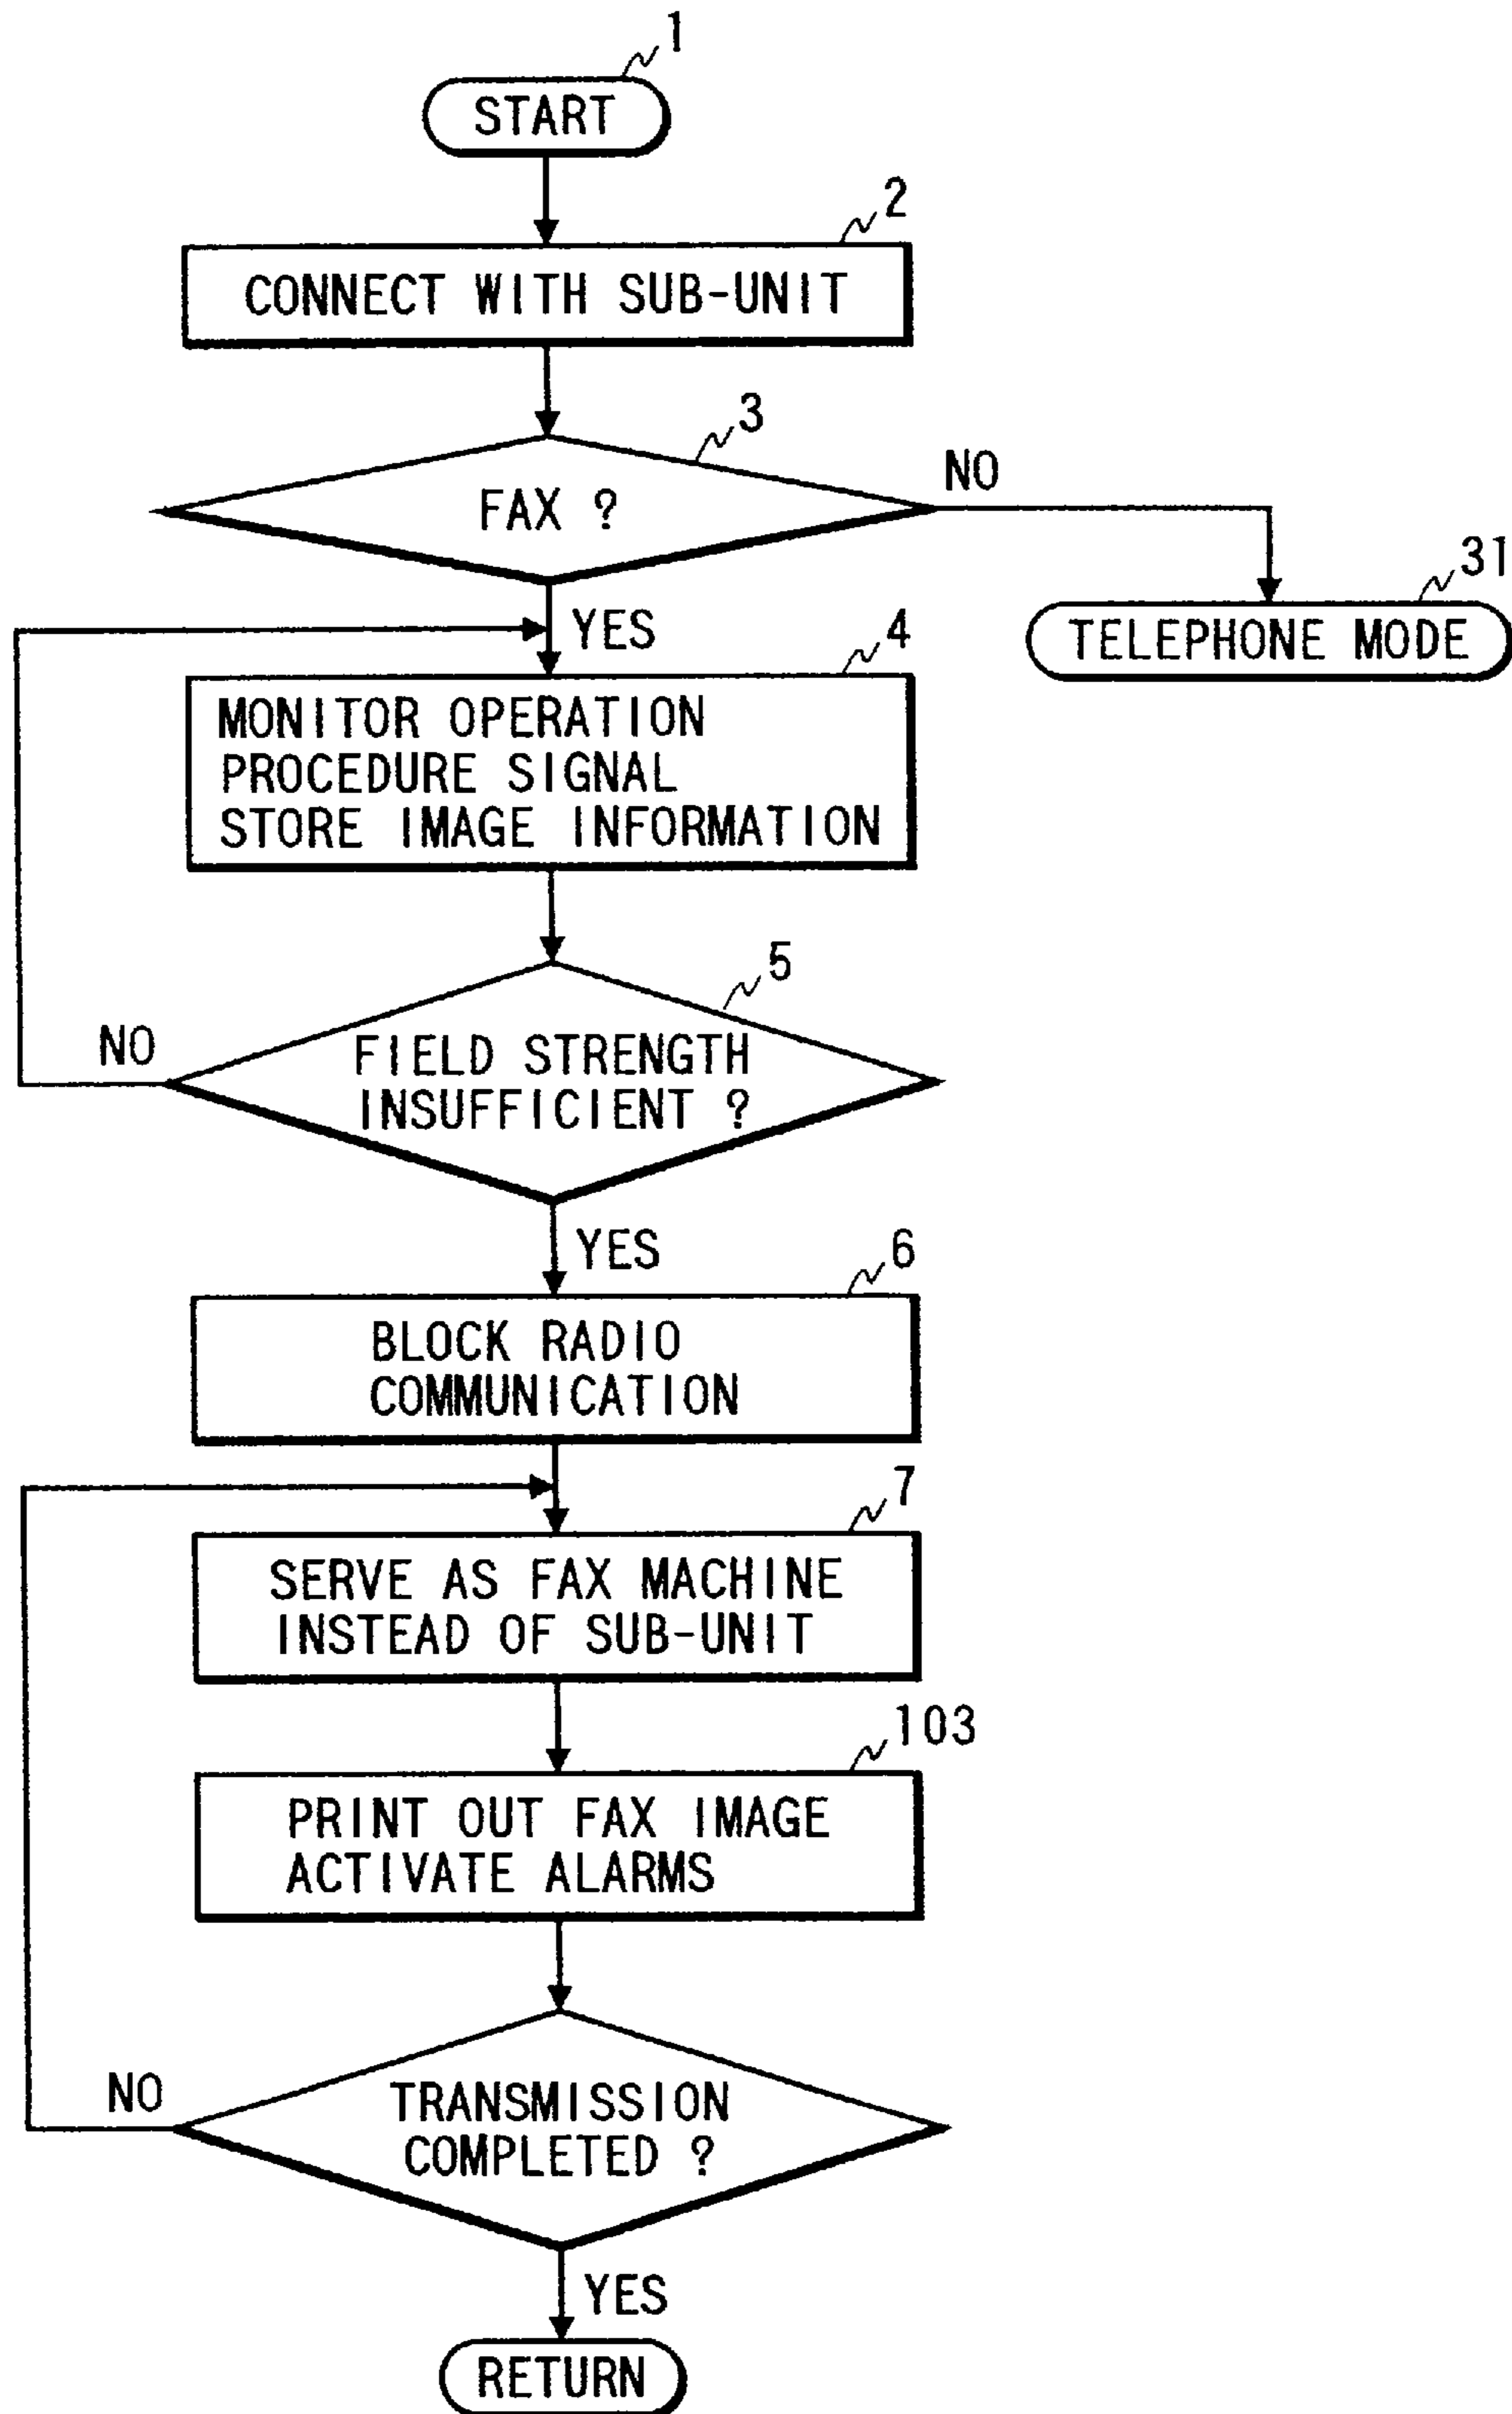 1
START
2
CONNECT WITH SUB-UNIT
3
FAX ?
NO
31
TELEPHONE MODE
YES
4
MONITOR OPERATION
PROCEDURE SIGNAL
STORE IMAGE INFORMATION
5
FIELD STRENGTH
INSUFFICIENT ?
NO
YES
6
BLOCK RADIO
COMMUNICATION
7
SERVE AS FAX MACHINE
INSTEAD OF SUB-UNIT
103
PRINT OUT FAX IMAGE
ACTIVATE ALARMS
TRANSMISSION
COMPLETED ?
NO
YES
RETURN